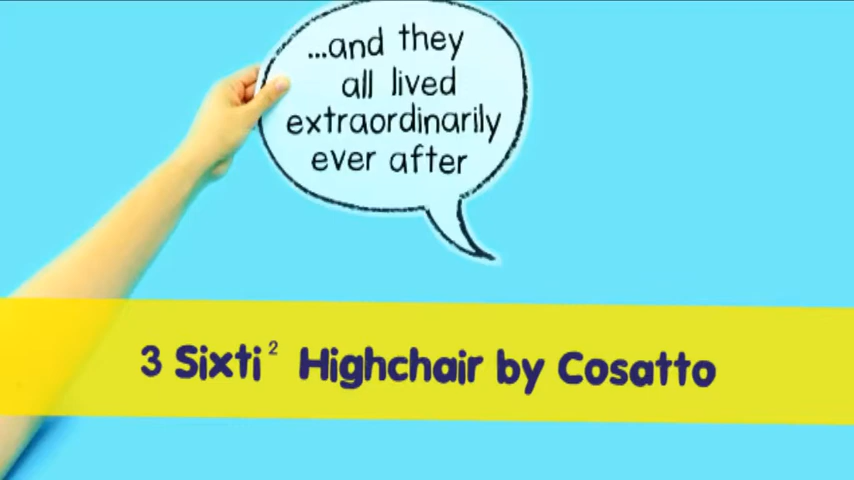 ...and they
all lived
extraordinarily
ever after
3 Sixti² Highchair by Cosatto